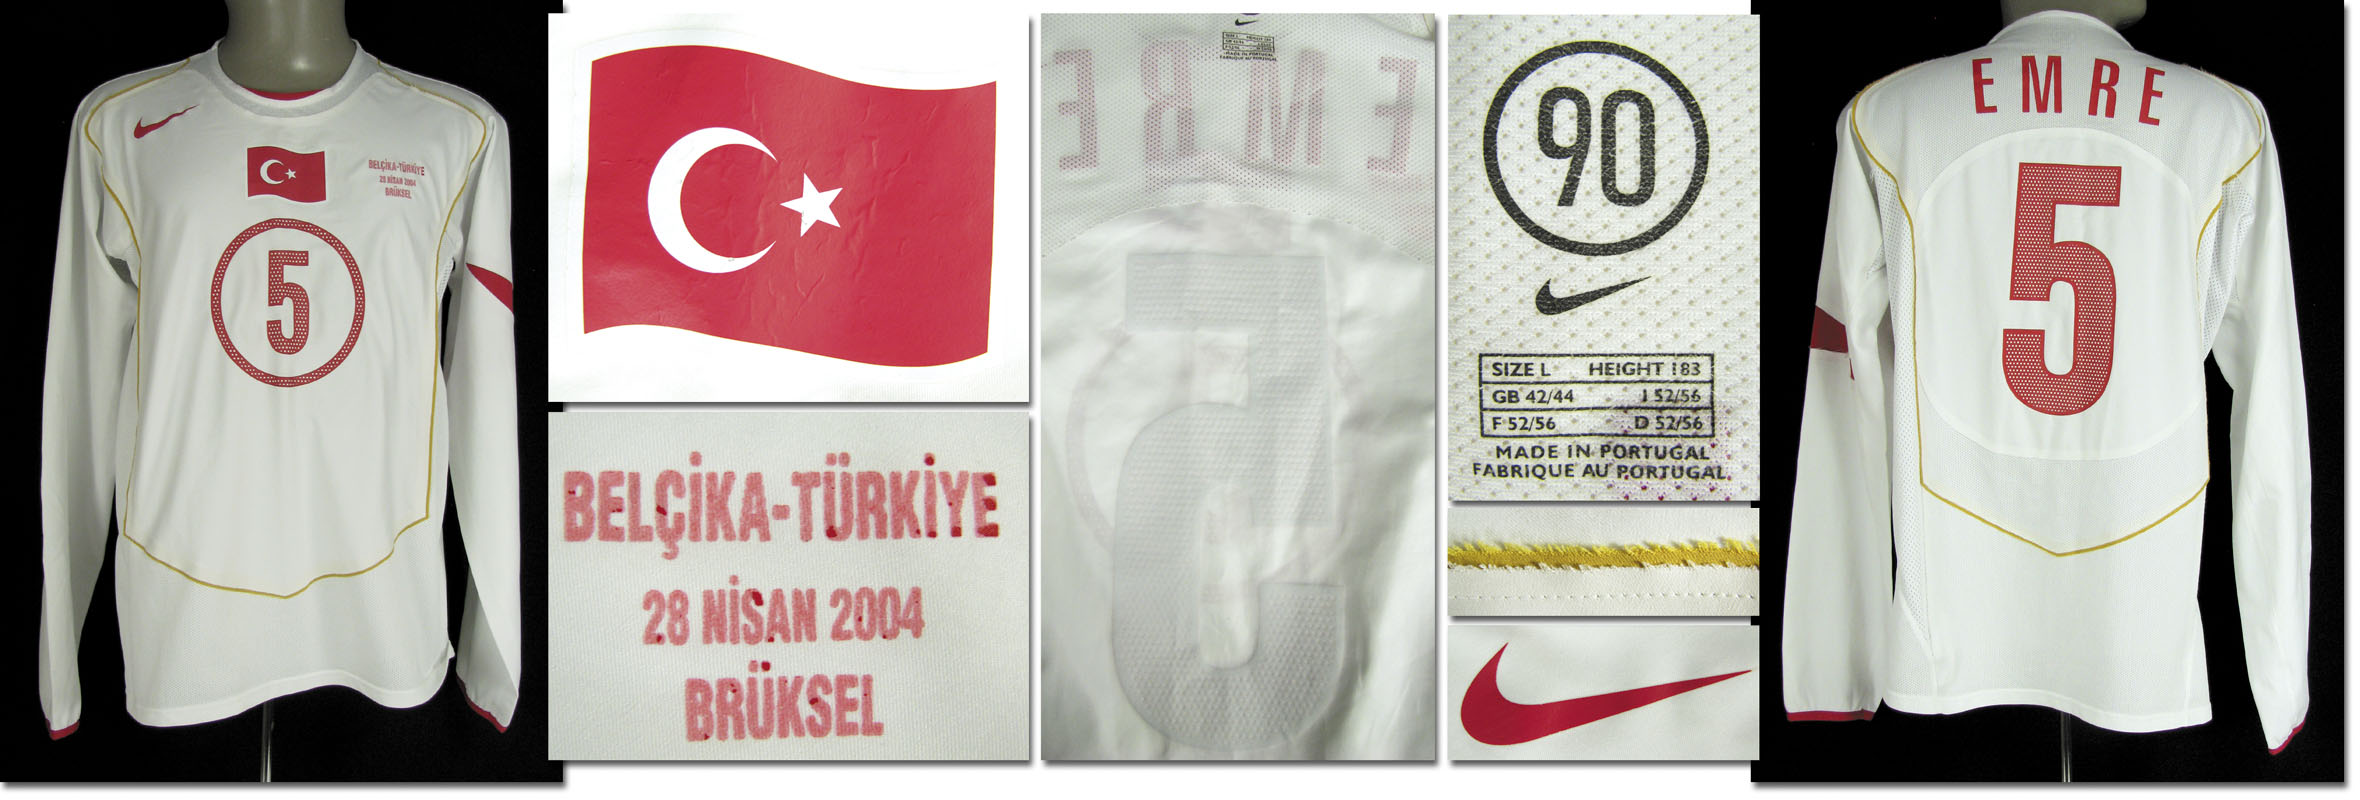 BELÇİKA-TÜRKİYE
28 NİSAN 2004
BRÜKSEL
5
BELÇİKA-TÜRKİYE
28 NİSAN 2004
BRÜKSEL
EMRE
5
90
SIZE L HEIGHT 183
GB 42/44 I 52/56
F 52/56 D 52/56
MADE IN PORTUGAL
FABRIQUE AU PORTUGAL
EMRE
5